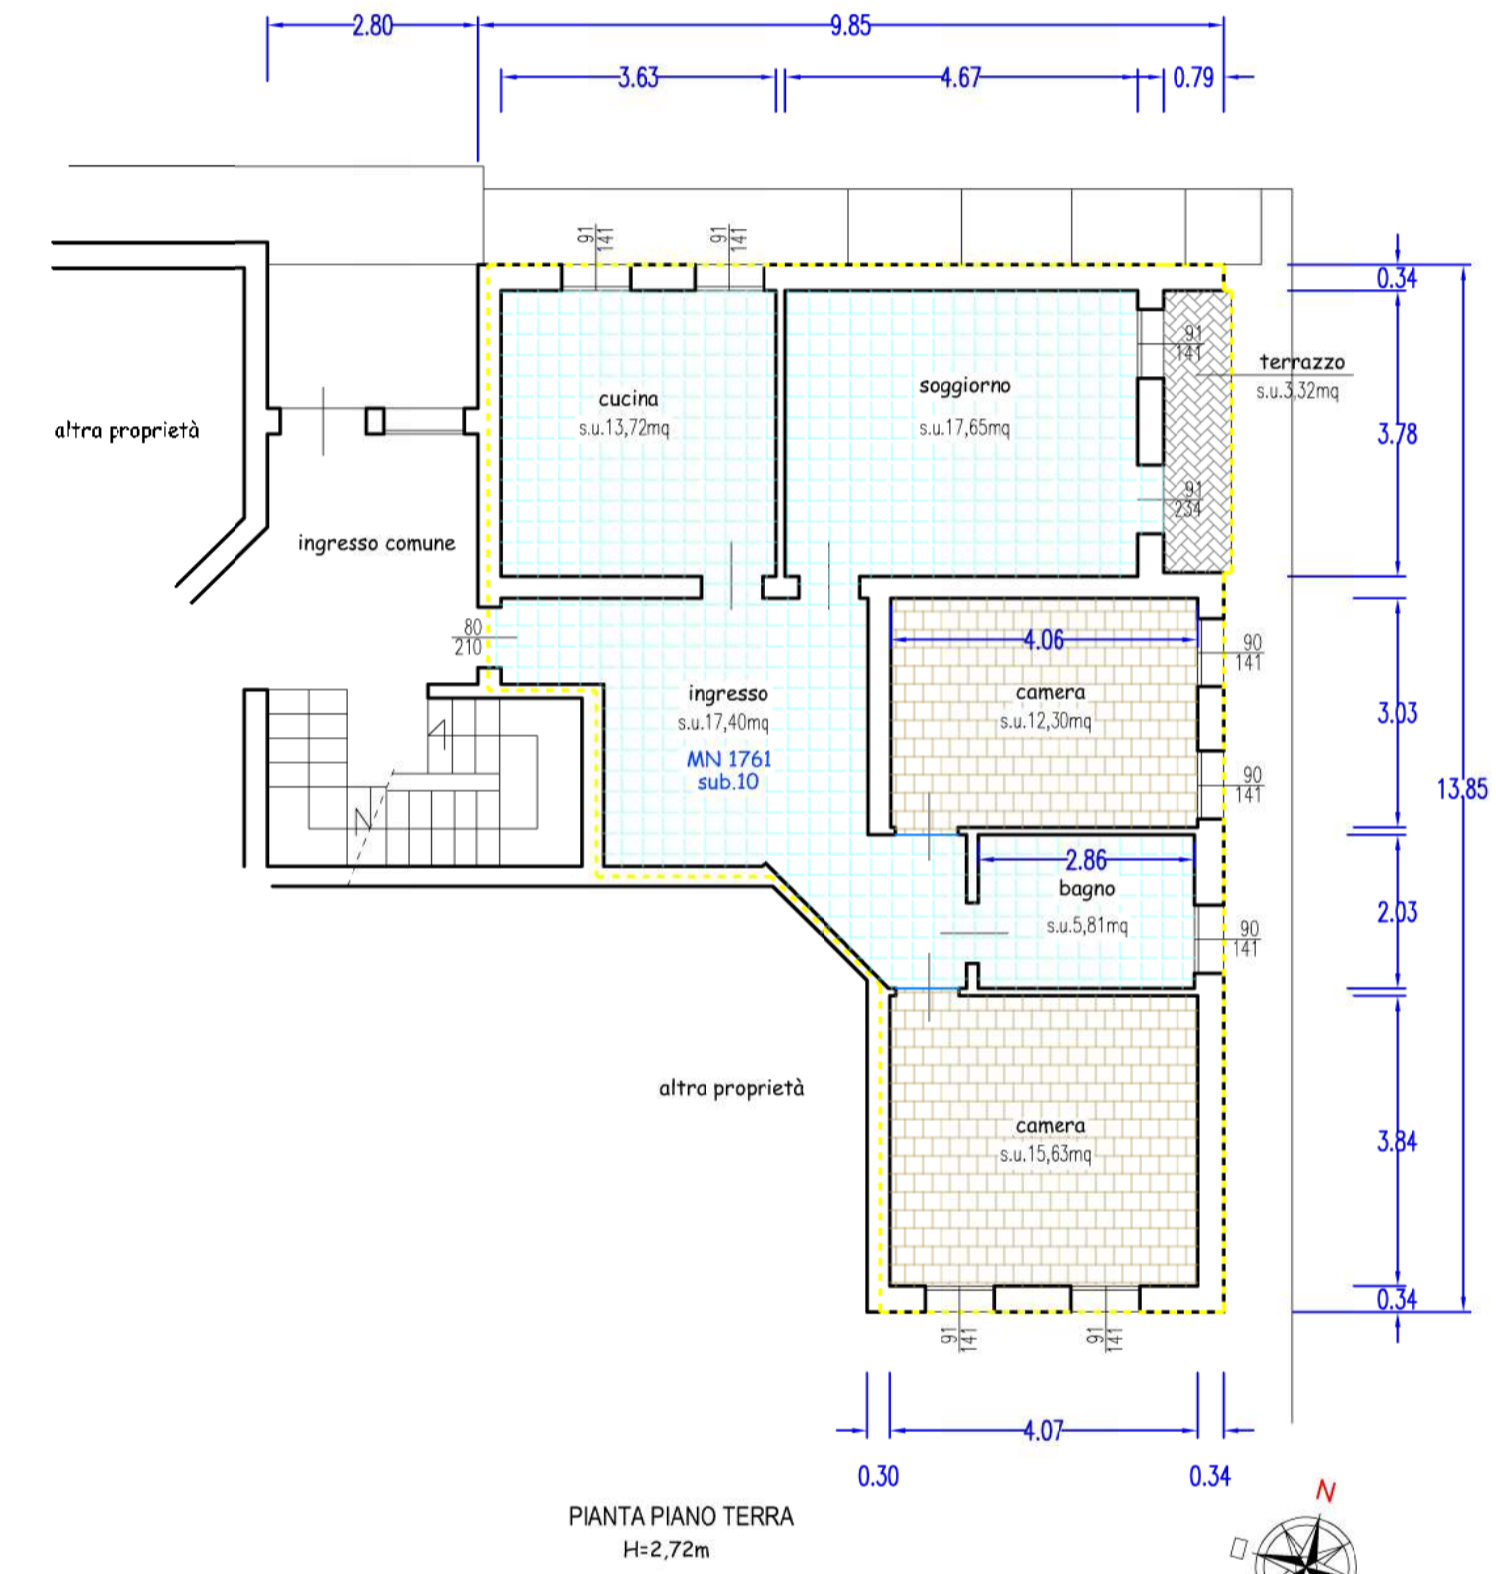 2.80
9.85
3.63
4.67
0.79
91
141
91
141
0.34
91
141
terrazzo
s.u.3,32mq
cucina
s.u.13,72mq
soggiorno
s.u.17,65mq
altra proprietà
3.78
91
234
ingresso comune
80
210
4.06
90
141
ingresso
s.u.17,40mq
camera
s.u.12,30mq
3.03
MN 1761
sub.10
90
141
13.85
2.86
bagno
s.u.5,81mq
2.03
90
141
altra proprietà
camera
s.u.15,63mq
3.84
0.34
91
141
91
141
4.07
0.30
0.34
N
PIANTA PIANO TERRA
H=2,72m